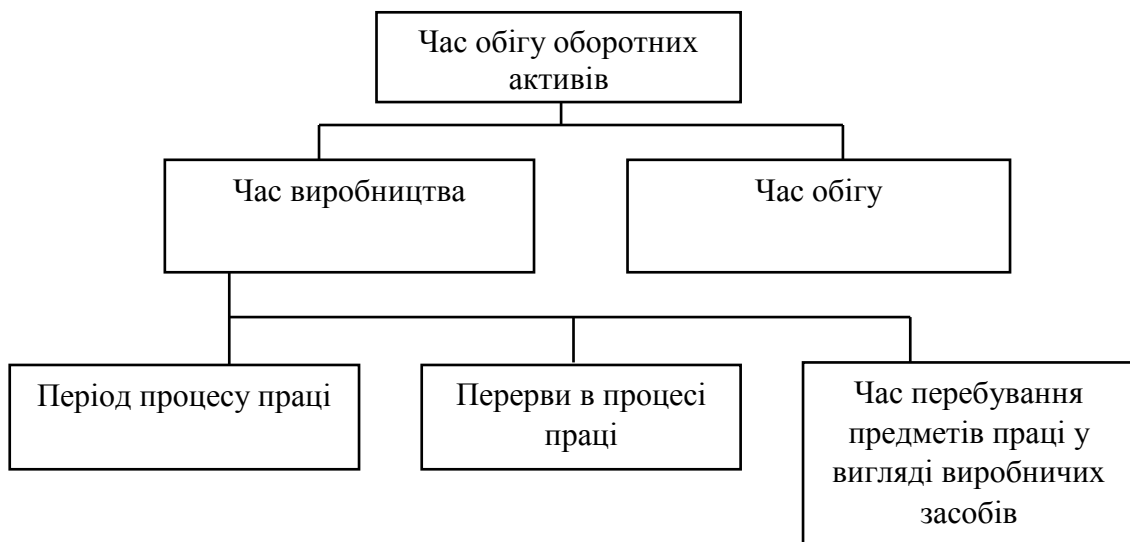 Час обігу оборотних
активів
Час виробництва
Час обігу
Період процесу праці
Перерви в процесі
праці
Час перебування
предметів праці у
вигляді виробничих
засобів